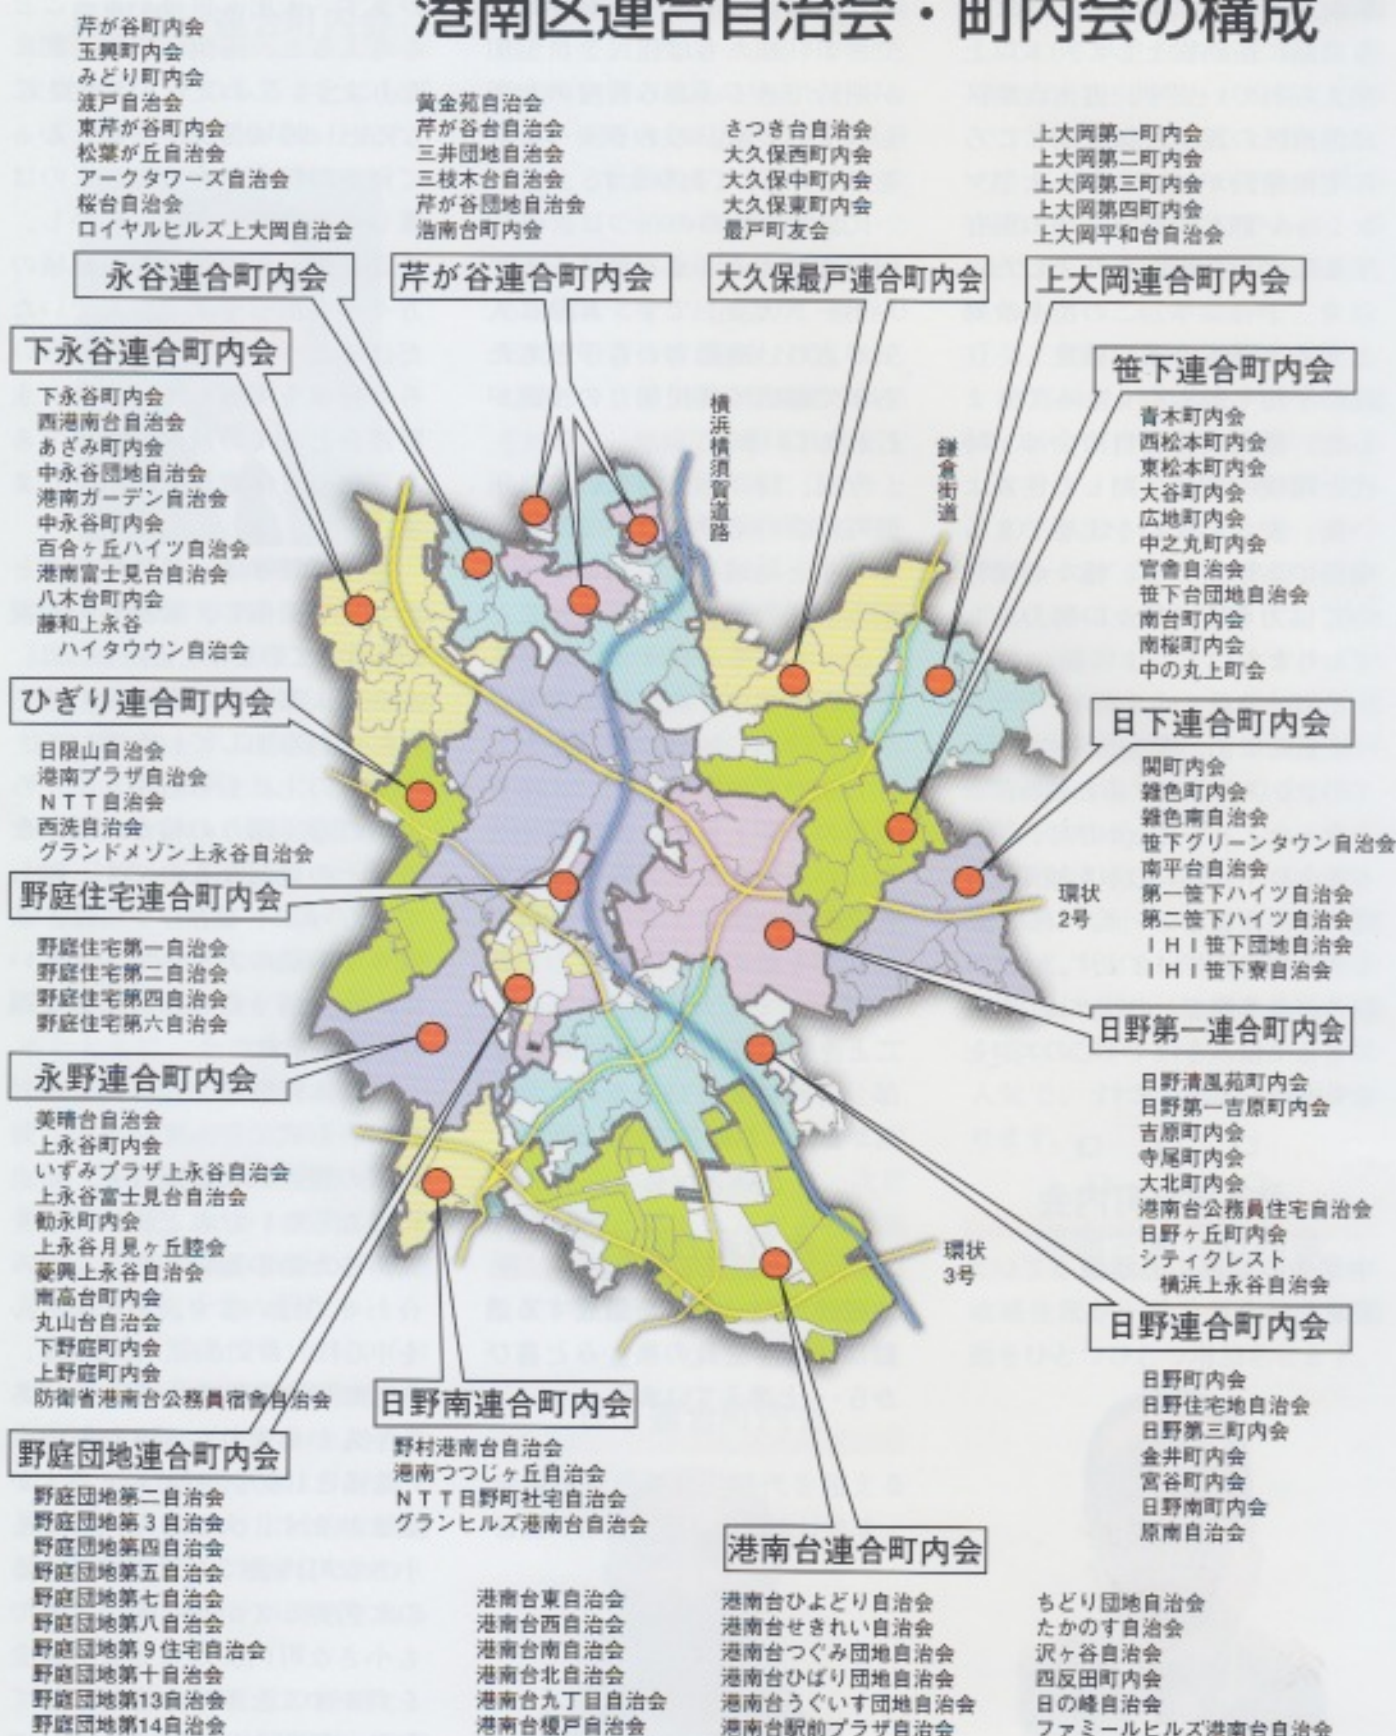 港南区連合自治会・町内会の構成
芹が谷町内会
玉興町内会
みどり町内会
渡戸自治会
東芹が谷町内会
松葉が丘自治会
アークタワーズ自治会
桜台自治会
ロイヤルヒルズ上大岡自治会
永谷連合町内会
黄金苑自治会
芹が谷台自治会
三井団地自治会
三枝木台自治会
芹が谷団地自治会
浩南台町内会
芹が谷連合町内会
さつき台自治会
大久保西町内会
大久保中町内会
大久保東町内会
最戸町友会
大久保最戸連合町内会
上大岡第一町内会
上大岡第二町内会
上大岡第三町内会
上大岡第四町内会
上大岡平和台自治会
上大岡連合町内会
下永谷連合町内会
下永谷町内会
西港南台自治会
あざみ町内会
中永谷団地自治会
港南ガーデン自治会
中永谷町内会
百合ヶ丘ハイツ自治会
港南富士見台自治会
八木台町内会
藤和上永谷
ハイタウウン自治会
ひぎり連合町内会
日限山自治会
港南プラザ自治会
NTT自治会
西洗自治会
グランドメゾン上永谷自治会
野庭住宅連合町内会
野庭住宅第一自治会
野庭住宅第二自治会
野庭住宅第四自治会
野庭住宅第六自治会
永野連合町内会
美晴台自治会
上永谷町内会
いずみプラザ上永谷自治会
上永谷富士見台自治会
勧永町内会
上永谷月見ヶ丘睦会
菱興上永谷自治会
南高台町内会
丸山台自治会
下野庭町内会
上野庭町内会
防衛省港南台公務員宿舎自治会
野庭団地連合町内会
野庭団地第二自治会
野庭団地第3自治会
野庭団地第四自治会
野庭団地第五自治会
野庭団地第七自治会
野庭団地第八自治会
野庭団地第9住宅自治会
野庭団地第十自治会
野庭団地第13自治会
野庭団地第14自治会
横浜横須賀道路
鎌倉街道
環状
2号
環状
3号
笹下連合町内会
青木町内会
西松本町内会
東松本町内会
大谷町内会
広地町内会
中之丸町内会
官舎自治会
笹下台団地自治会
南台町内会
南桜町内会
中の丸上町会
日下連合町内会
関町内会
雑色町内会
雑色南自治会
笹下グリーンタウン自治会
南平台自治会
第一笹下ハイツ自治会
第二笹下ハイツ自治会
IHI笹下団地自治会
IHI笹下寮自治会
日野第一連合町内会
日野清風苑町内会
日野第一吉原町内会
吉原町内会
寺尾町内会
大北町内会
港南台公務員住宅自治会
日野ヶ丘町内会
シティクレスト
横浜上永谷自治会
日野連合町内会
日野町内会
日野住宅地自治会
日野第三町内会
金井町内会
宮谷町内会
日野南町内会
原南自治会
日野南連合町内会
野村港南台自治会
港南つつじヶ丘自治会
NTT日野町社宅自治会
グランヒルズ港南台自治会
港南台連合町内会
港南台東自治会
港南台西自治会
港南台南自治会
港南台北自治会
港南台九丁目自治会
港南台榎戸自治会
港南台ひよどり自治会
港南台せきれい自治会
港南台つぐみ団地自治会
港南台ひばり団地自治会
港南台うぐいす団地自治会
港南台駅前プラザ自治会
ちどり団地自治会
たかのす自治会
沢ヶ谷自治会
四反田町内会
日の峰自治会
ファミールヒルズ港南台自治会